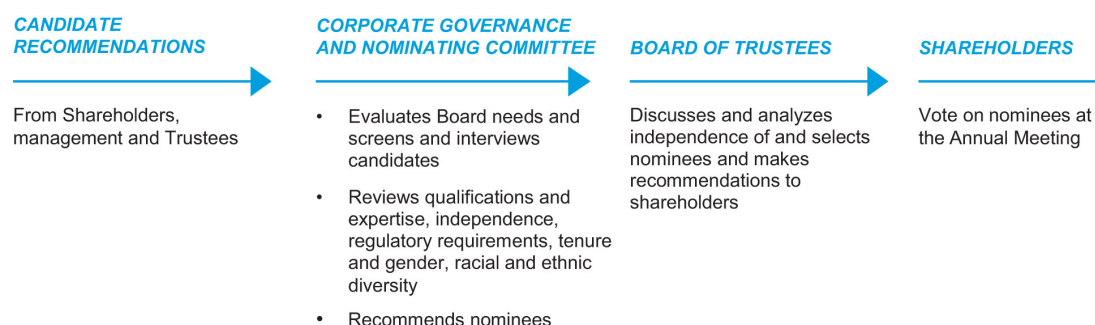 CANDIDATE
RECOMMENDATIONS
From Shareholders,
management and Trustees
CORPORATE GOVERNANCE
AND NOMINATING COMMITTEE
• Evaluates Board needs and
screens and interviews
candidates
• Reviews qualifications and
expertise, independence,
regulatory requirements, tenure
and gender, racial and ethnic
diversity
• Recommends nominees
BOARD OF TRUSTEES
Discusses and analyzes
independence of and selects
nominees and makes
recommendations to
shareholders
SHAREHOLDERS
Vote on nominees at
the Annual Meeting